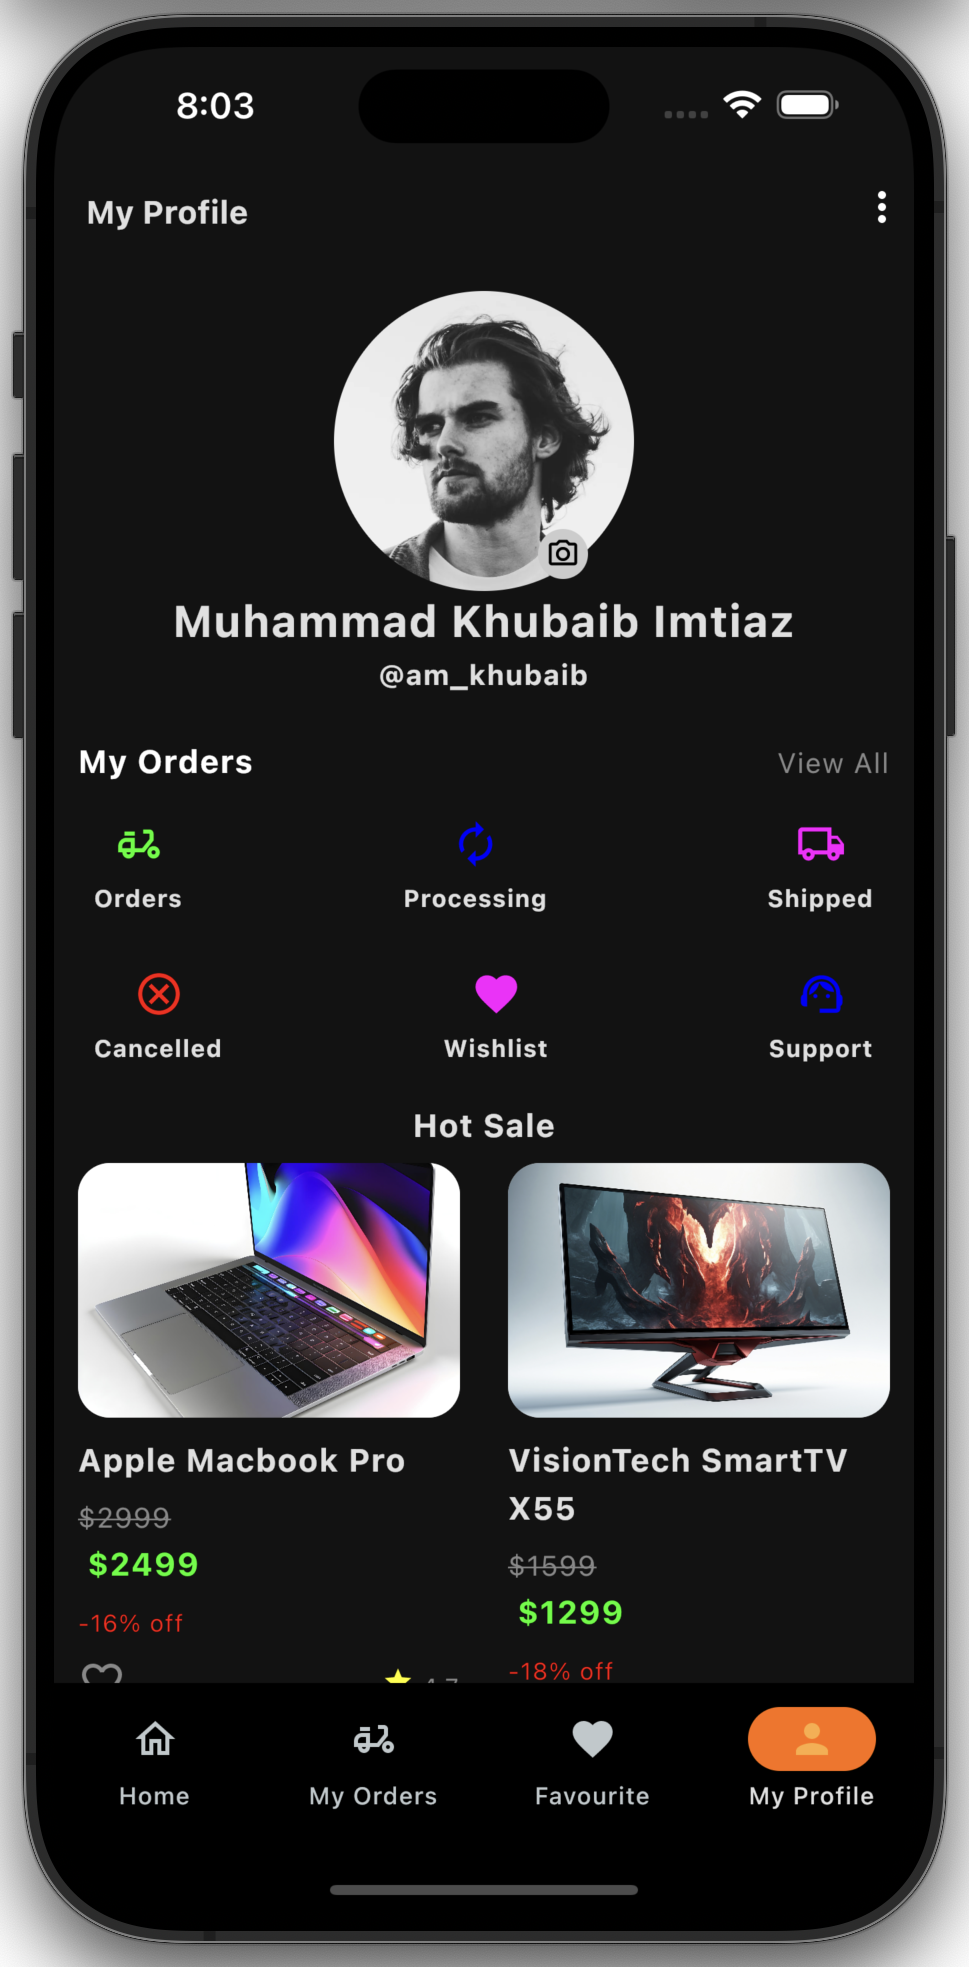 8:03
My Profile
Muhammad Khubaib Imtiaz
@am_khubaib
My Orders View All
Orders Processing Shipped
Cancelled Wishlist Support
Hot Sale
Apple Macbook Pro
$2999
$2499
-16% off
VisionTech SmartTV
X55
$1599
$1299
-18% off
Home My Orders Favourite My Profile